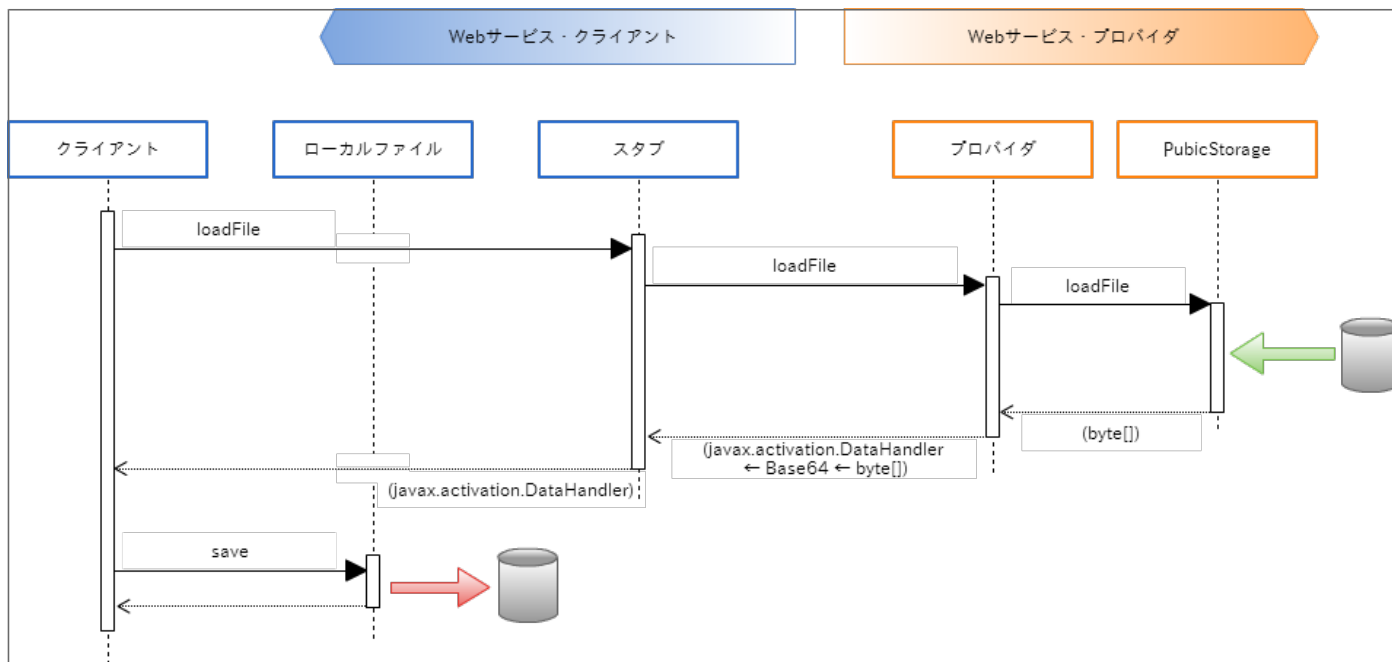 Webサービス・クライアント
Webサービス・プロバイダ
クライアント
ローカルファイル
スタブ
プロバイダ
PubicStorage
loadFile
loadFile
loadFile
(byte[])
(javax.activation.DataHandler
← Base64 ← byte[])
(javax.activation.DataHandler)
save